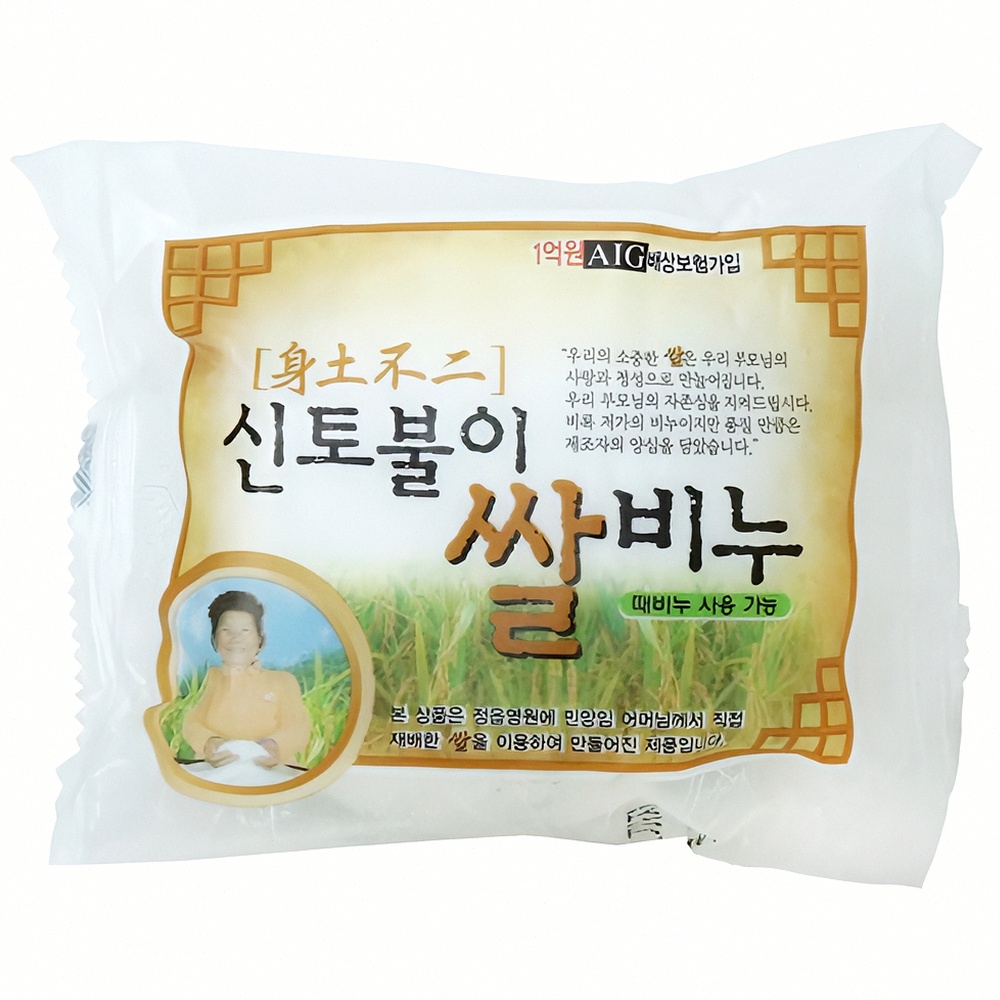 1억원 AIG 배상보험가입
[身土不二]
신토불이
쌀비누
"우리의 소중한 쌀은 우리 부모님의
사랑과 정성으로 만들어집니다.
우리 부모님의 자존심을 지켜드립시다.
비록 저가의 비누이지만 품질 만큼은
제조자의 양심을 담았습니다."
때비누 사용 가능
본 상품은 정읍영원에 민앙임 어머님께서 직접
재배한 쌀을 이용하여 만들어진 제품입니다.